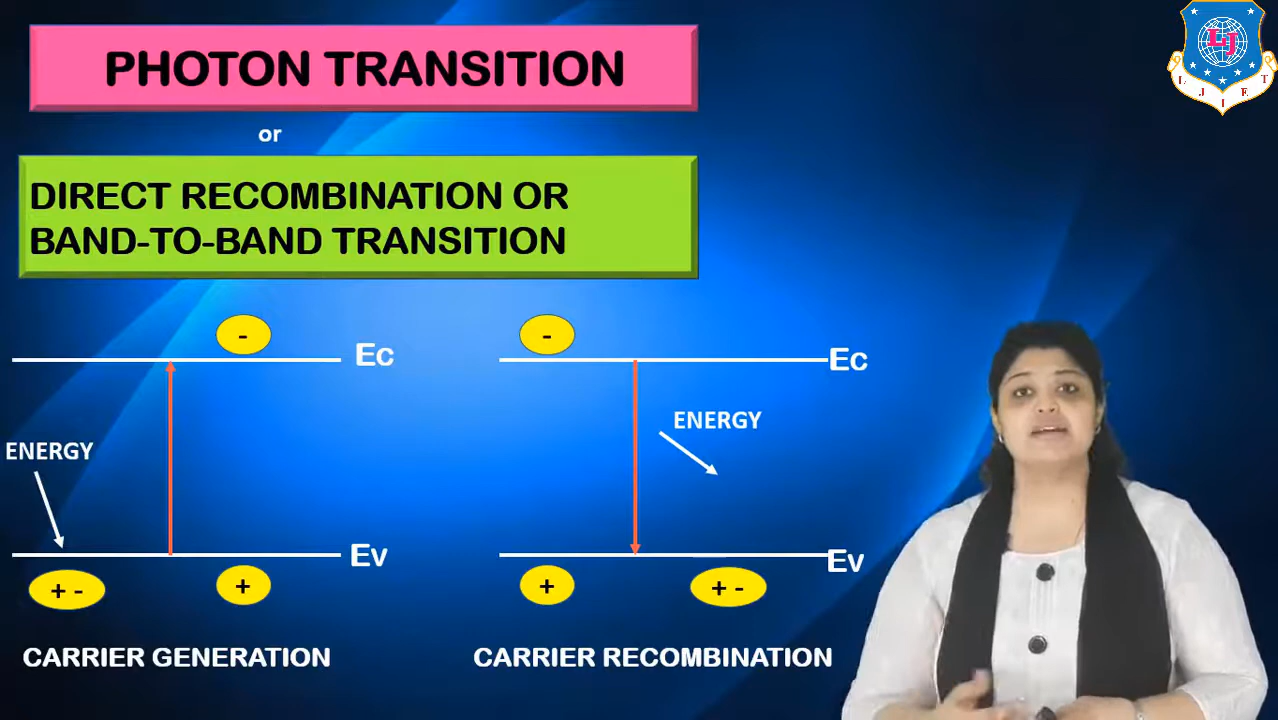 PHOTON TRANSITION
or
DIRECT RECOMBINATION OR
BAND-TO-BAND TRANSITION
- Ec
- Ec
ENERGY
ENERGY
Ev
Ev
+ -
+
+
+ -
CARRIER GENERATION
CARRIER RECOMBINATION
LJ
L J I E T